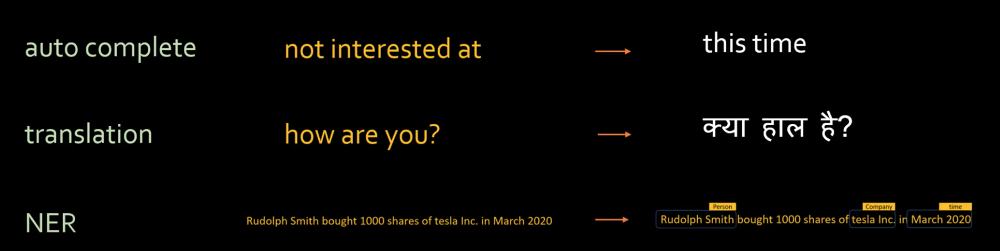 auto complete not interested at this time
translation how are you? क्या हाल है?
Person Company time
NER Rudolph Smith bought 1000 shares of tesla Inc. in March 2020 Rudolph Smith bought 1000 shares of tesla Inc. in March 2020